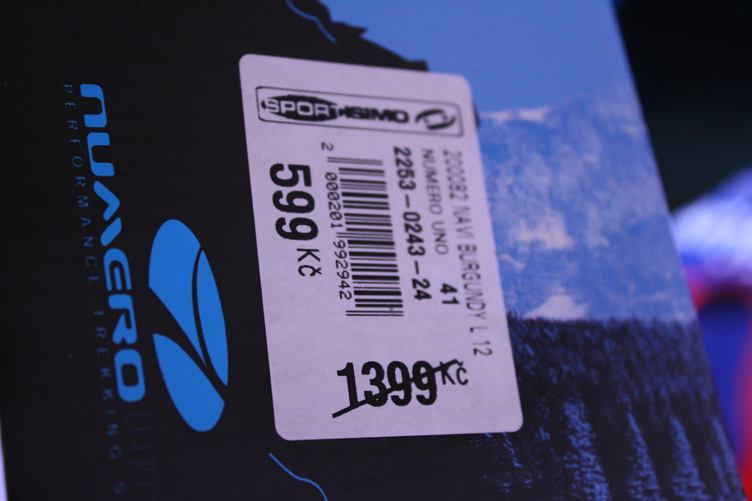 SPORTISIMO
200082 NAVI BURGUNDY L 12
NUMERO UNO 41
2253-0243-24
2 000201 992942
599 Kč
1399 Kč
NUMERO
PERFORMANCE TREKKING